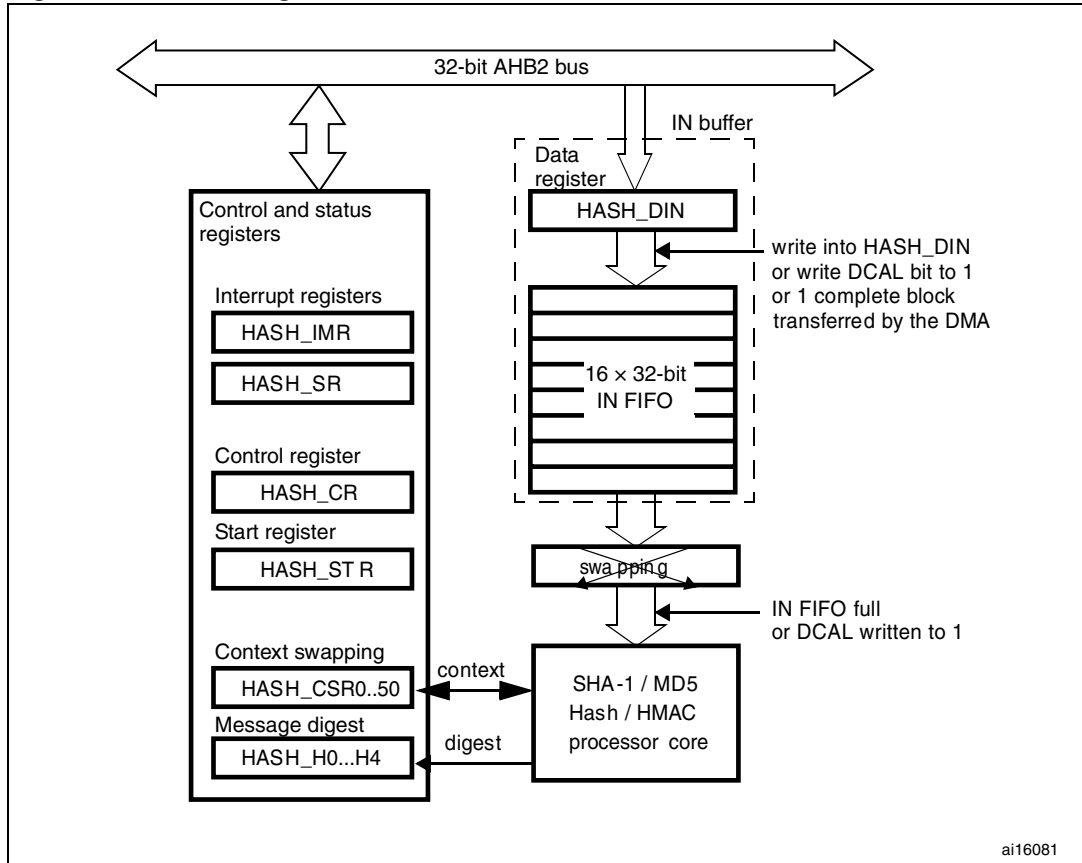 32-bit AHB2 bus
IN buffer
Data
register
HASH_DIN
write into HASH_DIN
or write DCAL bit to 1
or 1 complete block
transferred by the DMA
16 × 32-bit
IN FIFO
swapping
IN FIFO full
or DCAL written to 1
SHA-1 / MD5
Hash / HMAC
processor core
Control and status
registers
Interrupt registers
HASH_IMR
HASH_SR
Control register
HASH_CR
Start register
HASH_ST R
Context swapping
HASH_CSR0..50
context
Message digest
HASH_H0...H4
digest
ai16081